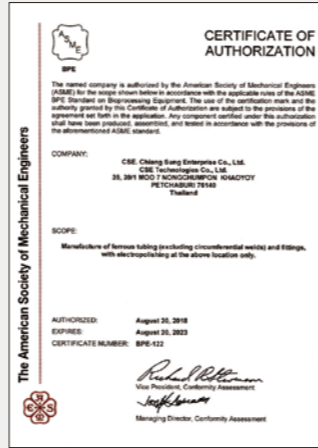 ASME
BPE
CERTIFICATE OF
AUTHORIZATION
The named company is authorized by the American Society of Mechanical Engineers
(ASME) for the scope shown below in accordance with the applicable rules of the ASME
BPE Standard on Bioprocessing Equipment. The use of the certification mark and the
authority granted by this Certificate of Authorization are subject to the provisions of the
agreement set forth in the application. Any component certified under this authorization
shall have been produced, assembled, and tested in accordance with the provisions of
the aforementioned ASME standard.
COMPANY:
CSE. Chiang Sung Enterprise Co., Ltd.
CSE Technologies Co., Ltd.
39, 39/1 MOO 7 NONGCHUMPON KHAOYOY
PETCHABURI 76140
Thailand
SCOPE:
Manufacture of ferrous tubing (excluding circumferential welds) and fittings,
with electropolishing at the above location only.
AUTHORIZED: August 20, 2018
EXPIRES: August 20, 2023
CERTIFICATE NUMBER: BPE-122
Vice President, Conformity Assessment
Managing Director, Conformity Assessment
The American Society of Mechanical Engineers